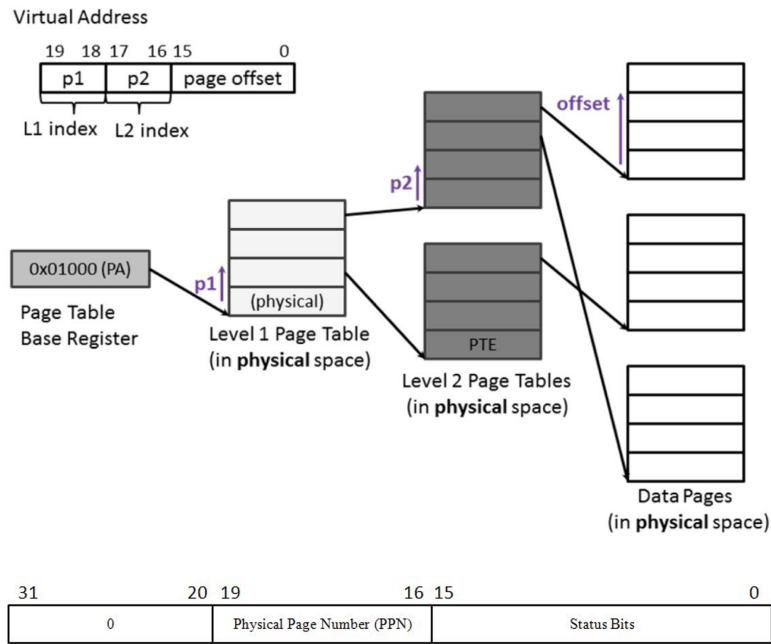 Virtual Address
19 18 17 16 15 0
p1 p2 page offset
L1 index L2 index
offset
p2
0x01000 (PA)
p1
(physical)
Page Table
Base Register
Level 1 Page Table
(in physical space)
PTE
Level 2 Page Tables
(in physical space)
Data Pages
(in physical space)
31 20 19 16 15 0
0 Physical Page Number (PPN) Status Bits